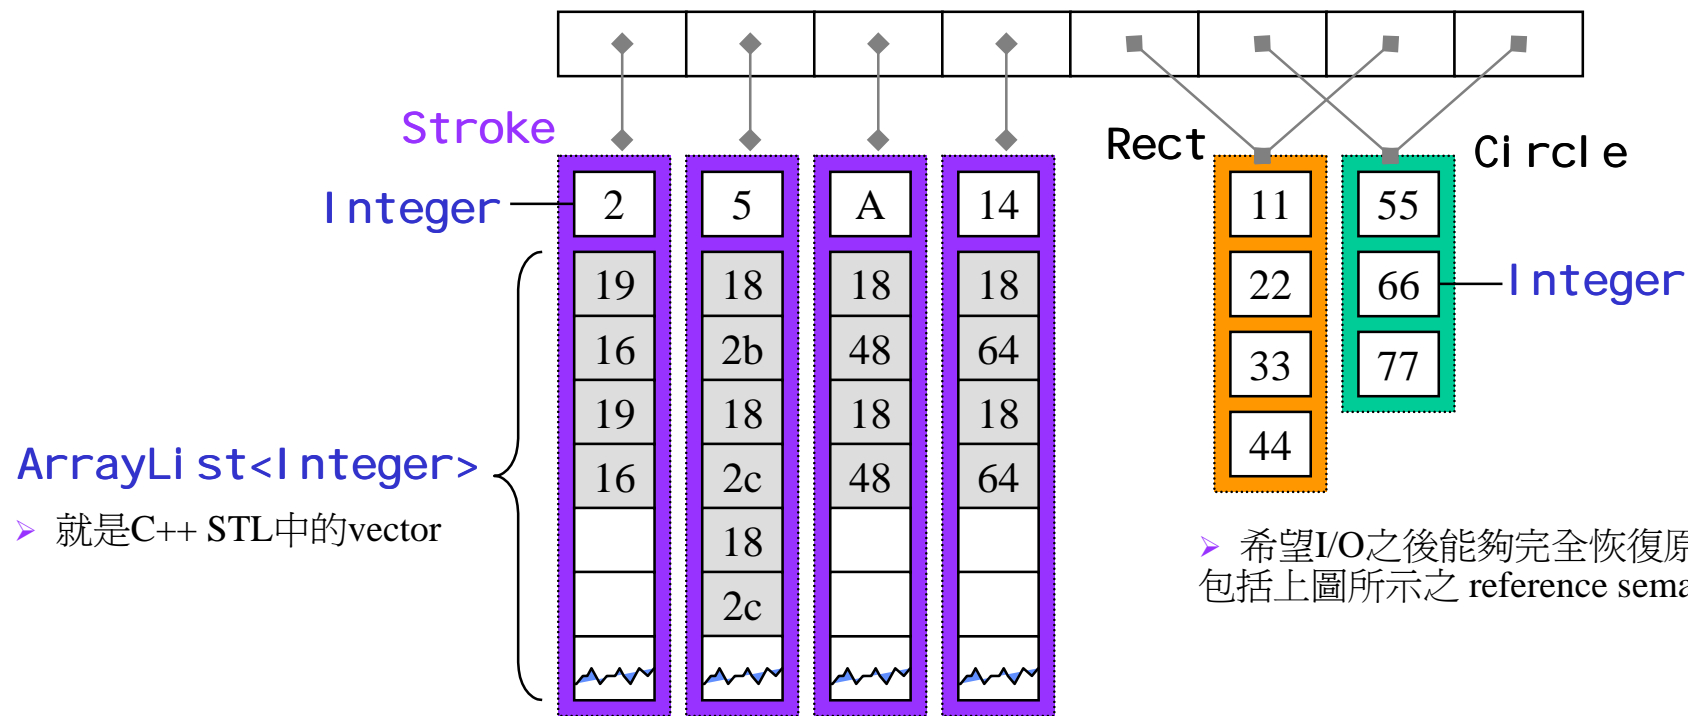 Stroke
Rect
Circle
Integer
2 5 A 14 11 55
19 18 18 18 22 66
Integer
16 2b 48 64 33 77
19 18 18 18 44
ArrayList<Integer>
16 2c 48 64
➢ 就是C++ STL中的vector
18
2c
➢ 希望I/O之後能夠完全恢復原
包括上圖所示之 reference sema